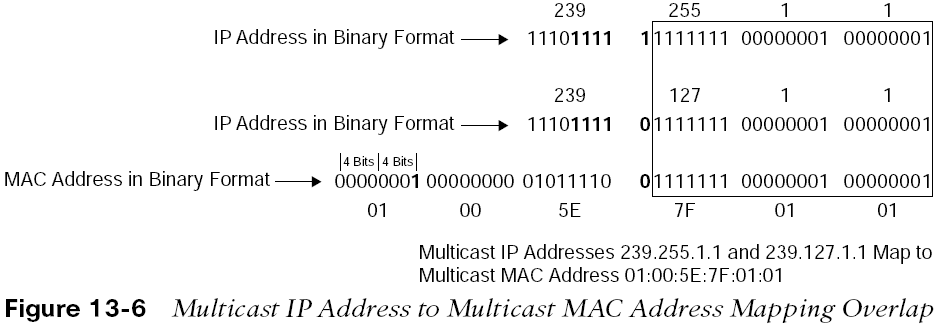 239 255 1 1
IP Address in Binary Format 11101111 11111111 00000001 00000001
239 127 1 1
IP Address in Binary Format 11101111 01111111 00000001 00000001
4 Bits 4 Bits
MAC Address in Binary Format 00000001 00000000 01011110 01111111 00000001 00000001
01 00 5E 7F 01 01
Multicast IP Addresses 239.255.1.1 and 239.127.1.1 Map to
Multicast MAC Address 01:00:5E:7F:01:01
Figure 13-6 Multicast IP Address to Multicast MAC Address Mapping Overlap